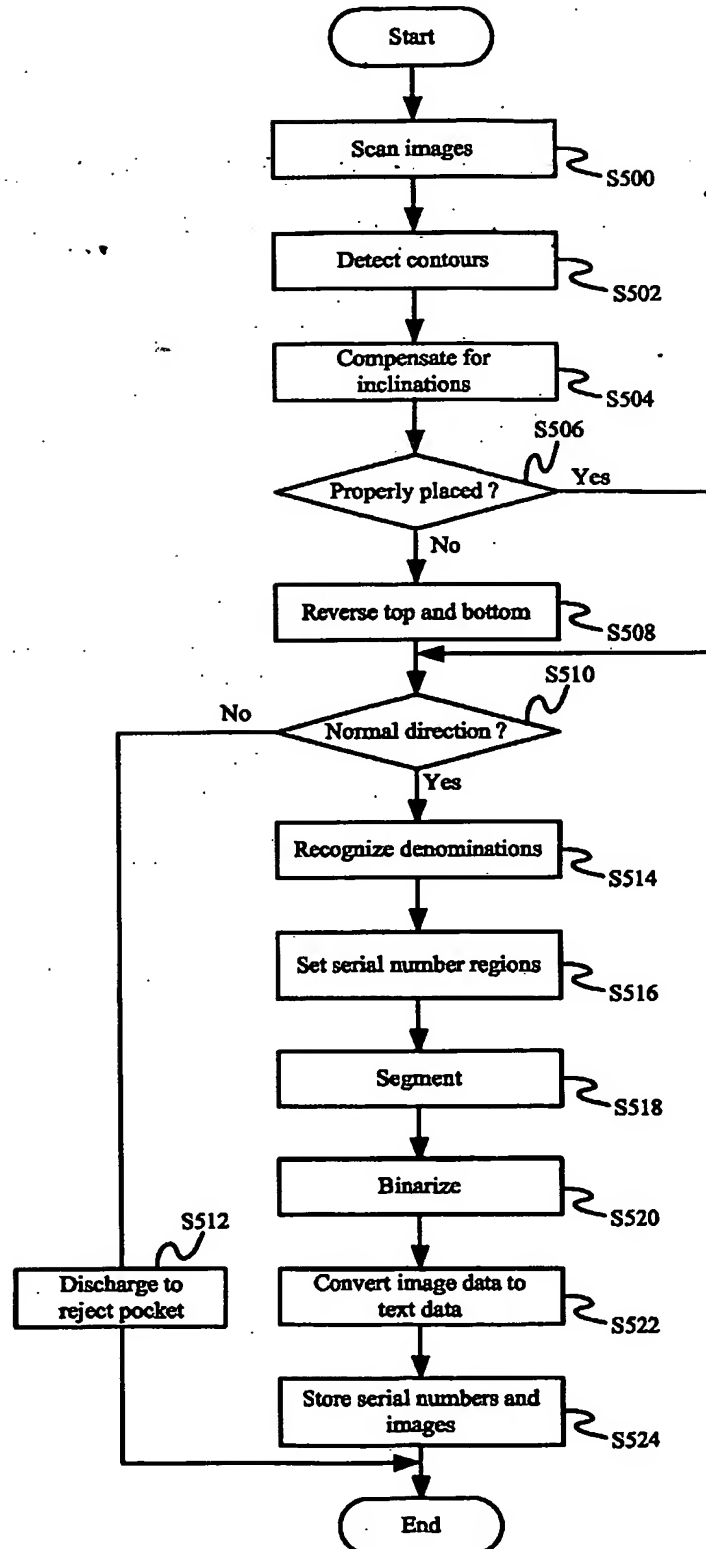 Start
Scan images
S500
Detect contours
S502
Compensate for
inclinations
S504
S506
Properly placed ?
Yes
No
Reverse top and bottom
S508
S510
No
Normal direction ?
Yes
Recognize denominations
S514
Set serial number regions
S516
Segment
S518
Binarize
S520
S512
Discharge to
reject pocket
Convert image data to
text data
S522
Store serial numbers and
images
S524
End